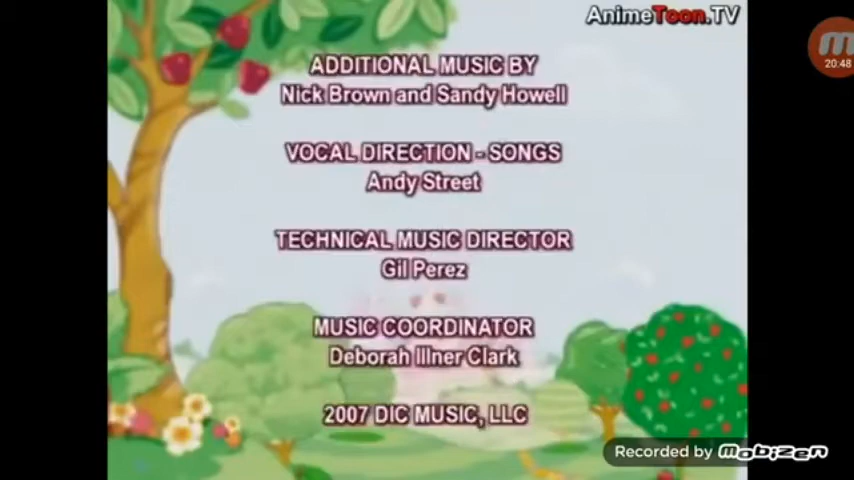 AnimeToon.TV
20:48
ADDITIONAL MUSIC BY
Nick Brown and Sandy Howell
VOCAL DIRECTION - SONGS
Andy Street
TECHNICAL MUSIC DIRECTOR
Gil Perez
MUSIC COORDINATOR
Deborah Illner Clark
2007 DIC MUSIC, LLC
Recorded by MOBIZEN